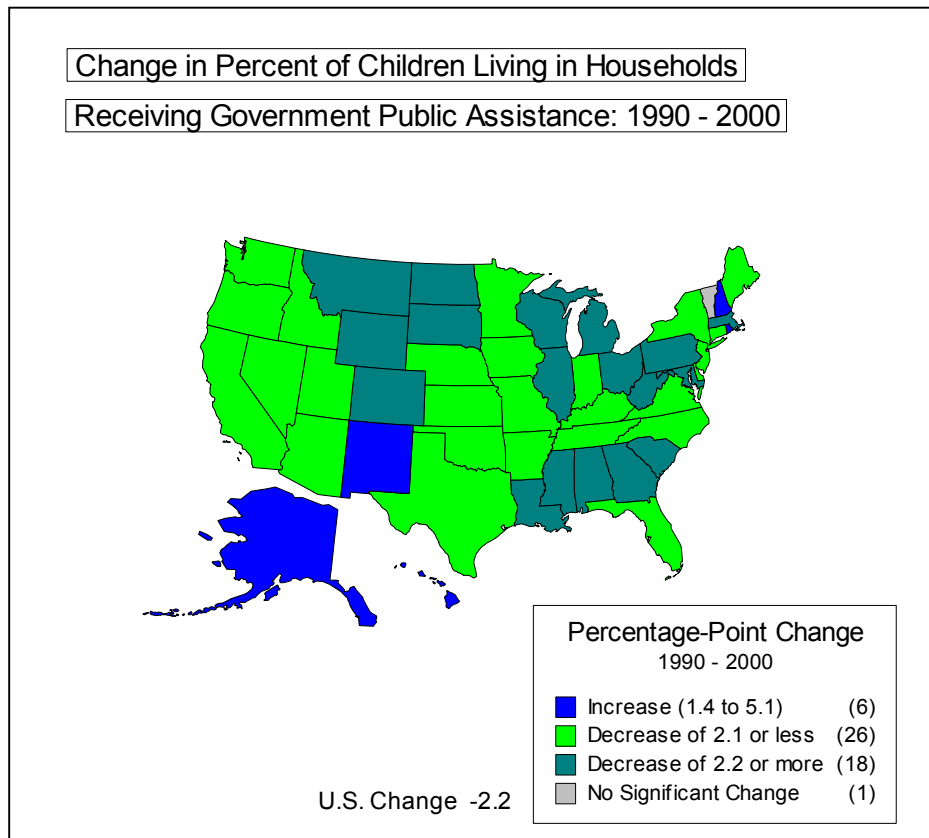 Change in Percent of Children Living in Households
Receiving Government Public Assistance: 1990 - 2000
Percentage-Point Change
1990 - 2000
Increase (1.4 to 5.1) (6)
Decrease of 2.1 or less (26)
Decrease of 2.2 or more (18)
No Significant Change (1)
U.S. Change -2.2